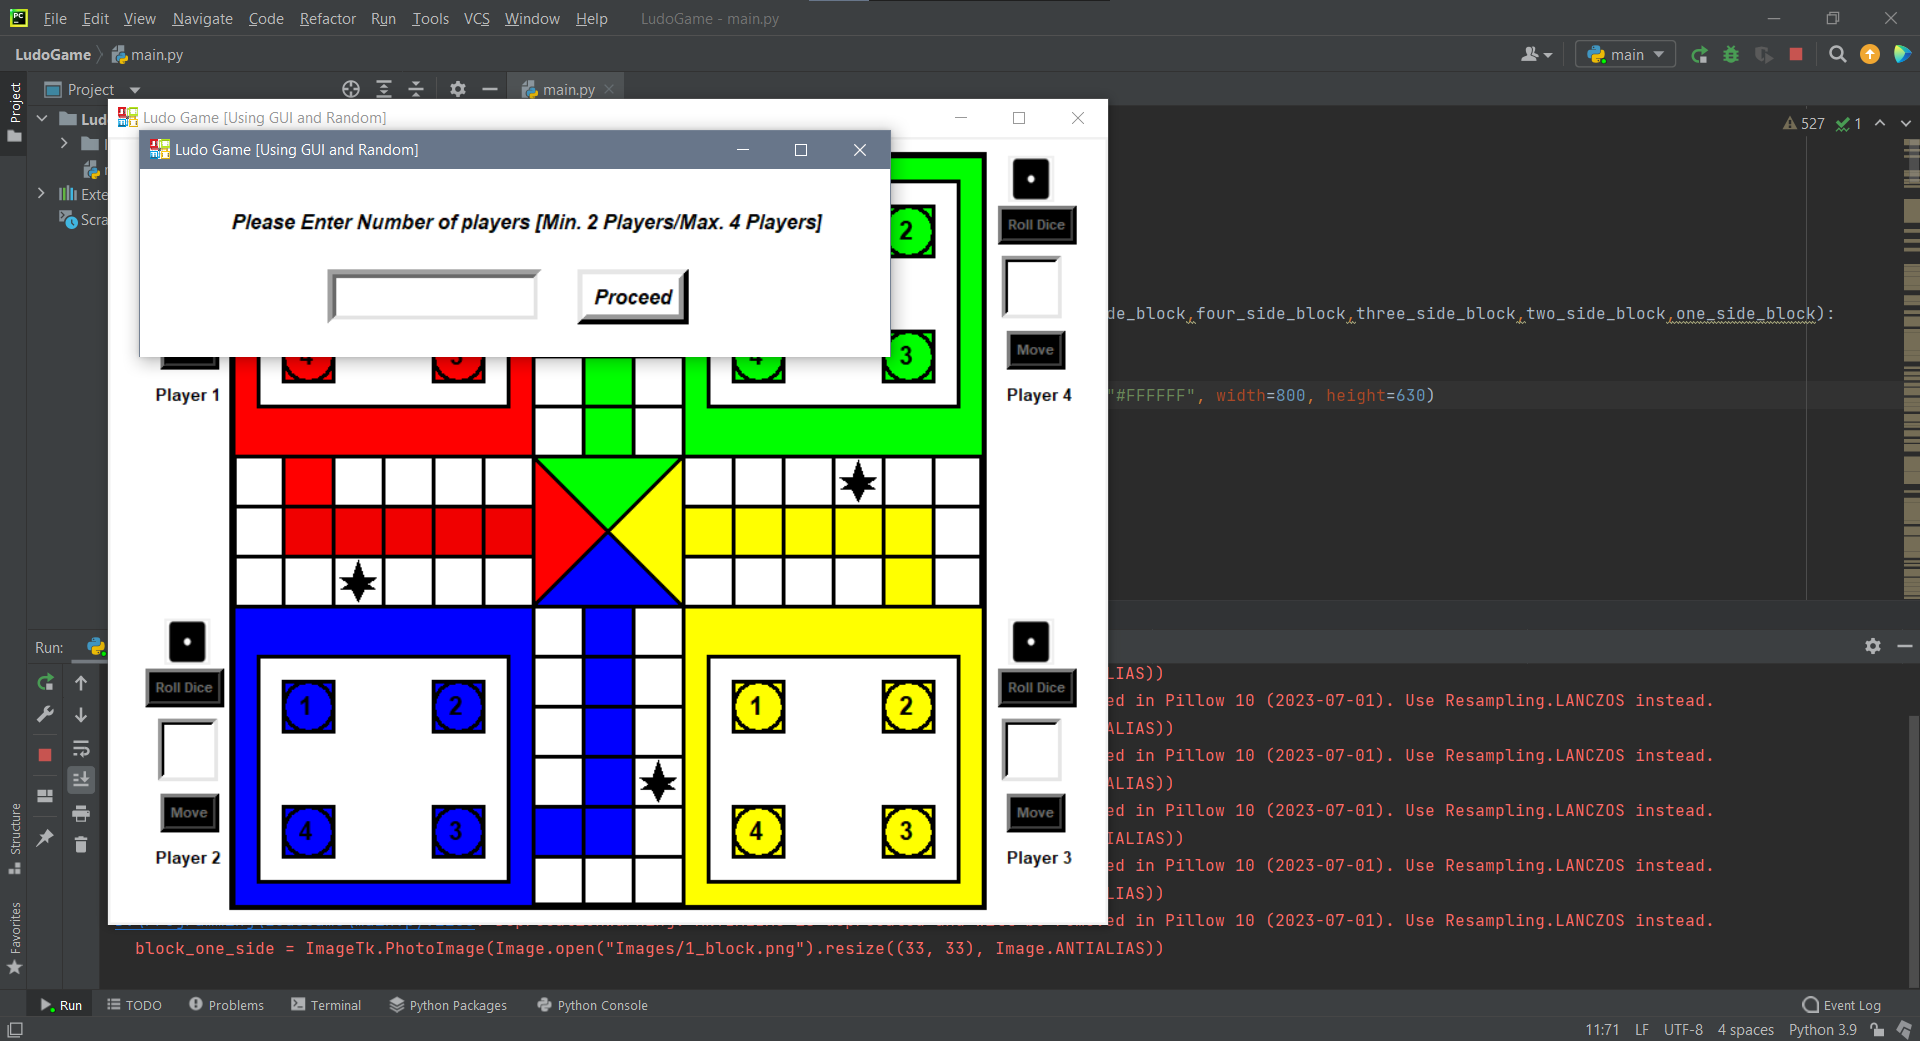 PC
File Edit View Navigate Code Refactor Run Tools VCS Window Help LudoGame - main.py
LudoGame main.py
main
Project
Project
main.py
527 1
Lud
Exte
Scra
Ludo Game [Using GUI and Random]
Ludo Game [Using GUI and Random]
Please Enter Number of players [Min. 2 Players/Max. 4 Players]
Proceed
2
Roll Dice
4 3 4 3
Move
Player 1
Player 4
de_block,four_side_block,three_side_block,two_side_block,one_side_block):
"#FFFFFF", width=800, height=630)
Run:
Roll Dice
Roll Dice
1 2 1 2
Move
Move
4 3 4 3
Player 2
Player 3
LIAS))
ed in Pillow 10 (2023-07-01). Use Resampling.LANCZOS instead.
ALIAS))
ed in Pillow 10 (2023-07-01). Use Resampling.LANCZOS instead.
ALIAS))
ed in Pillow 10 (2023-07-01). Use Resampling.LANCZOS instead.
IALIAS))
ed in Pillow 10 (2023-07-01). Use Resampling.LANCZOS instead.
LIAS))
ed in Pillow 10 (2023-07-01). Use Resampling.LANCZOS instead.
block_one_side = ImageTk.PhotoImage(Image.open("Images/1_block.png").resize((33, 33), Image.ANTIALIAS))
Structure
Favorites
Run TODO Problems Terminal Python Packages Python Console Event Log
11:71 LF UTF-8 4 spaces Python 3.9